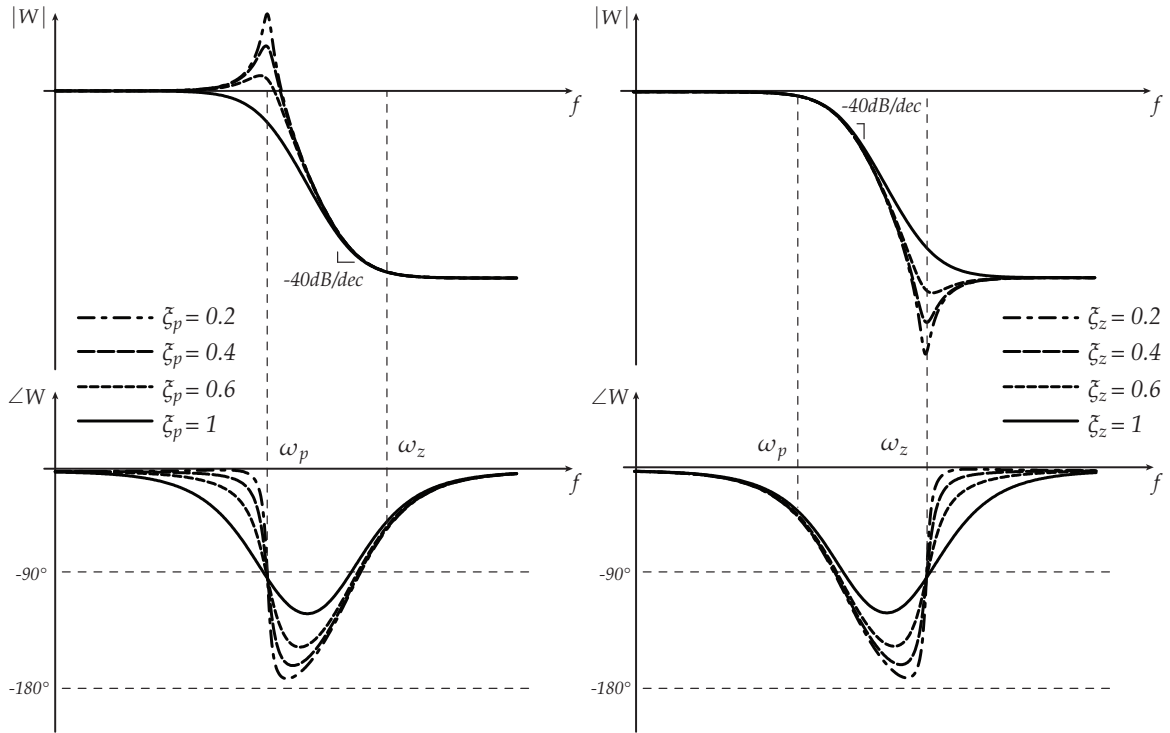 |W|
f
-40dB/dec
ξp = 0.2
ξp = 0.4
ξp = 0.6
ξp = 1
∠W
ωp
ωz
f
-90°
-180°
|W|
f
-40dB/dec
ξz = 0.2
ξz = 0.4
ξz = 0.6
ξz = 1
∠W
ωp
ωz
f
-90°
-180°